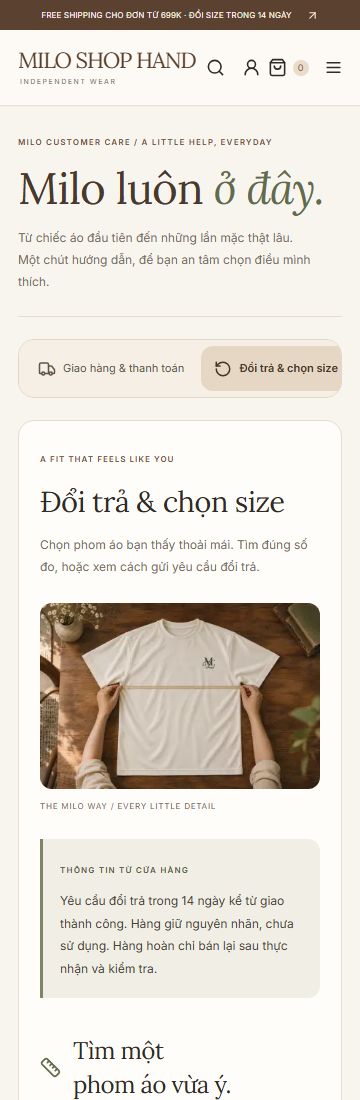 FREE SHIPPING CHO ĐƠN TỪ 699K · ĐỔI SIZE TRONG 14 NGÀY
MILO SHOP HAND
INDEPENDENT WEAR
0
MILO CUSTOMER CARE / A LITTLE HELP, EVERYDAY
Milo luôn ở đây.
Từ chiếc áo đầu tiên đến những lần mặc thật lâu.
Một chút hướng dẫn, để bạn an tâm chọn điều mình
thích.
Giao hàng & thanh toán
Đổi trả & chọn size
A FIT THAT FEELS LIKE YOU
Đổi trả & chọn size
Chọn phom áo bạn thấy thoải mái. Tìm đúng số
đo, hoặc xem cách gửi yêu cầu đổi trả.
THE MILO WAY / EVERY LITTLE DETAIL
THÔNG TIN TỪ CỬA HÀNG
Yêu cầu đổi trả trong 14 ngày kể từ giao
thành công. Hàng giữ nguyên nhãn, chưa
sử dụng. Hàng hoàn chỉ bán lại sau thực
nhận và kiểm tra.
Tìm một
phom áo vừa ý.